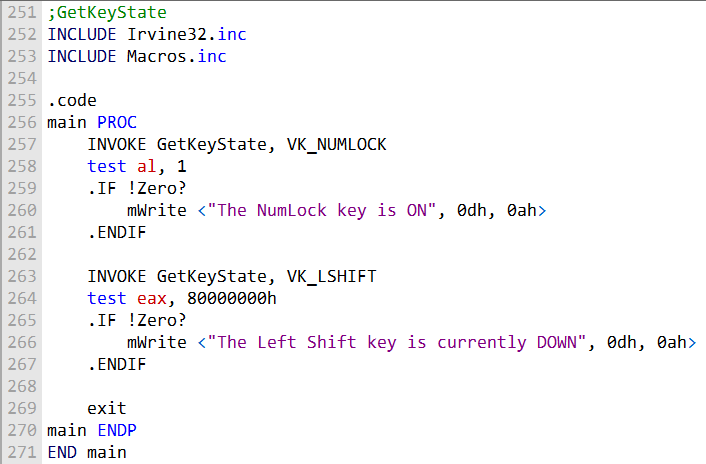 251 ;GetKeyState
252 INCLUDE Irvine32.inc
253 INCLUDE Macros.inc
254
255 .code
256 main PROC
257     INVOKE GetKeyState, VK_NUMLOCK
258     test al, 1
259     .IF !Zero?
260         mWrite <"The NumLock key is ON", 0dh, 0ah>
261     .ENDIF
262
263     INVOKE GetKeyState, VK_LSHIFT
264     test eax, 80000000h
265     .IF !Zero?
266         mWrite <"The Left Shift key is currently DOWN", 0dh, 0ah>
267     .ENDIF
268
269     exit
270 main ENDP
271 END main